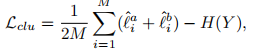 $$\mathcal{L}_{clu} = \frac{1}{2M} \sum_{i=1}^{M} (\hat{\ell}_i^a + \hat{\ell}_i^b) - H(Y),$$